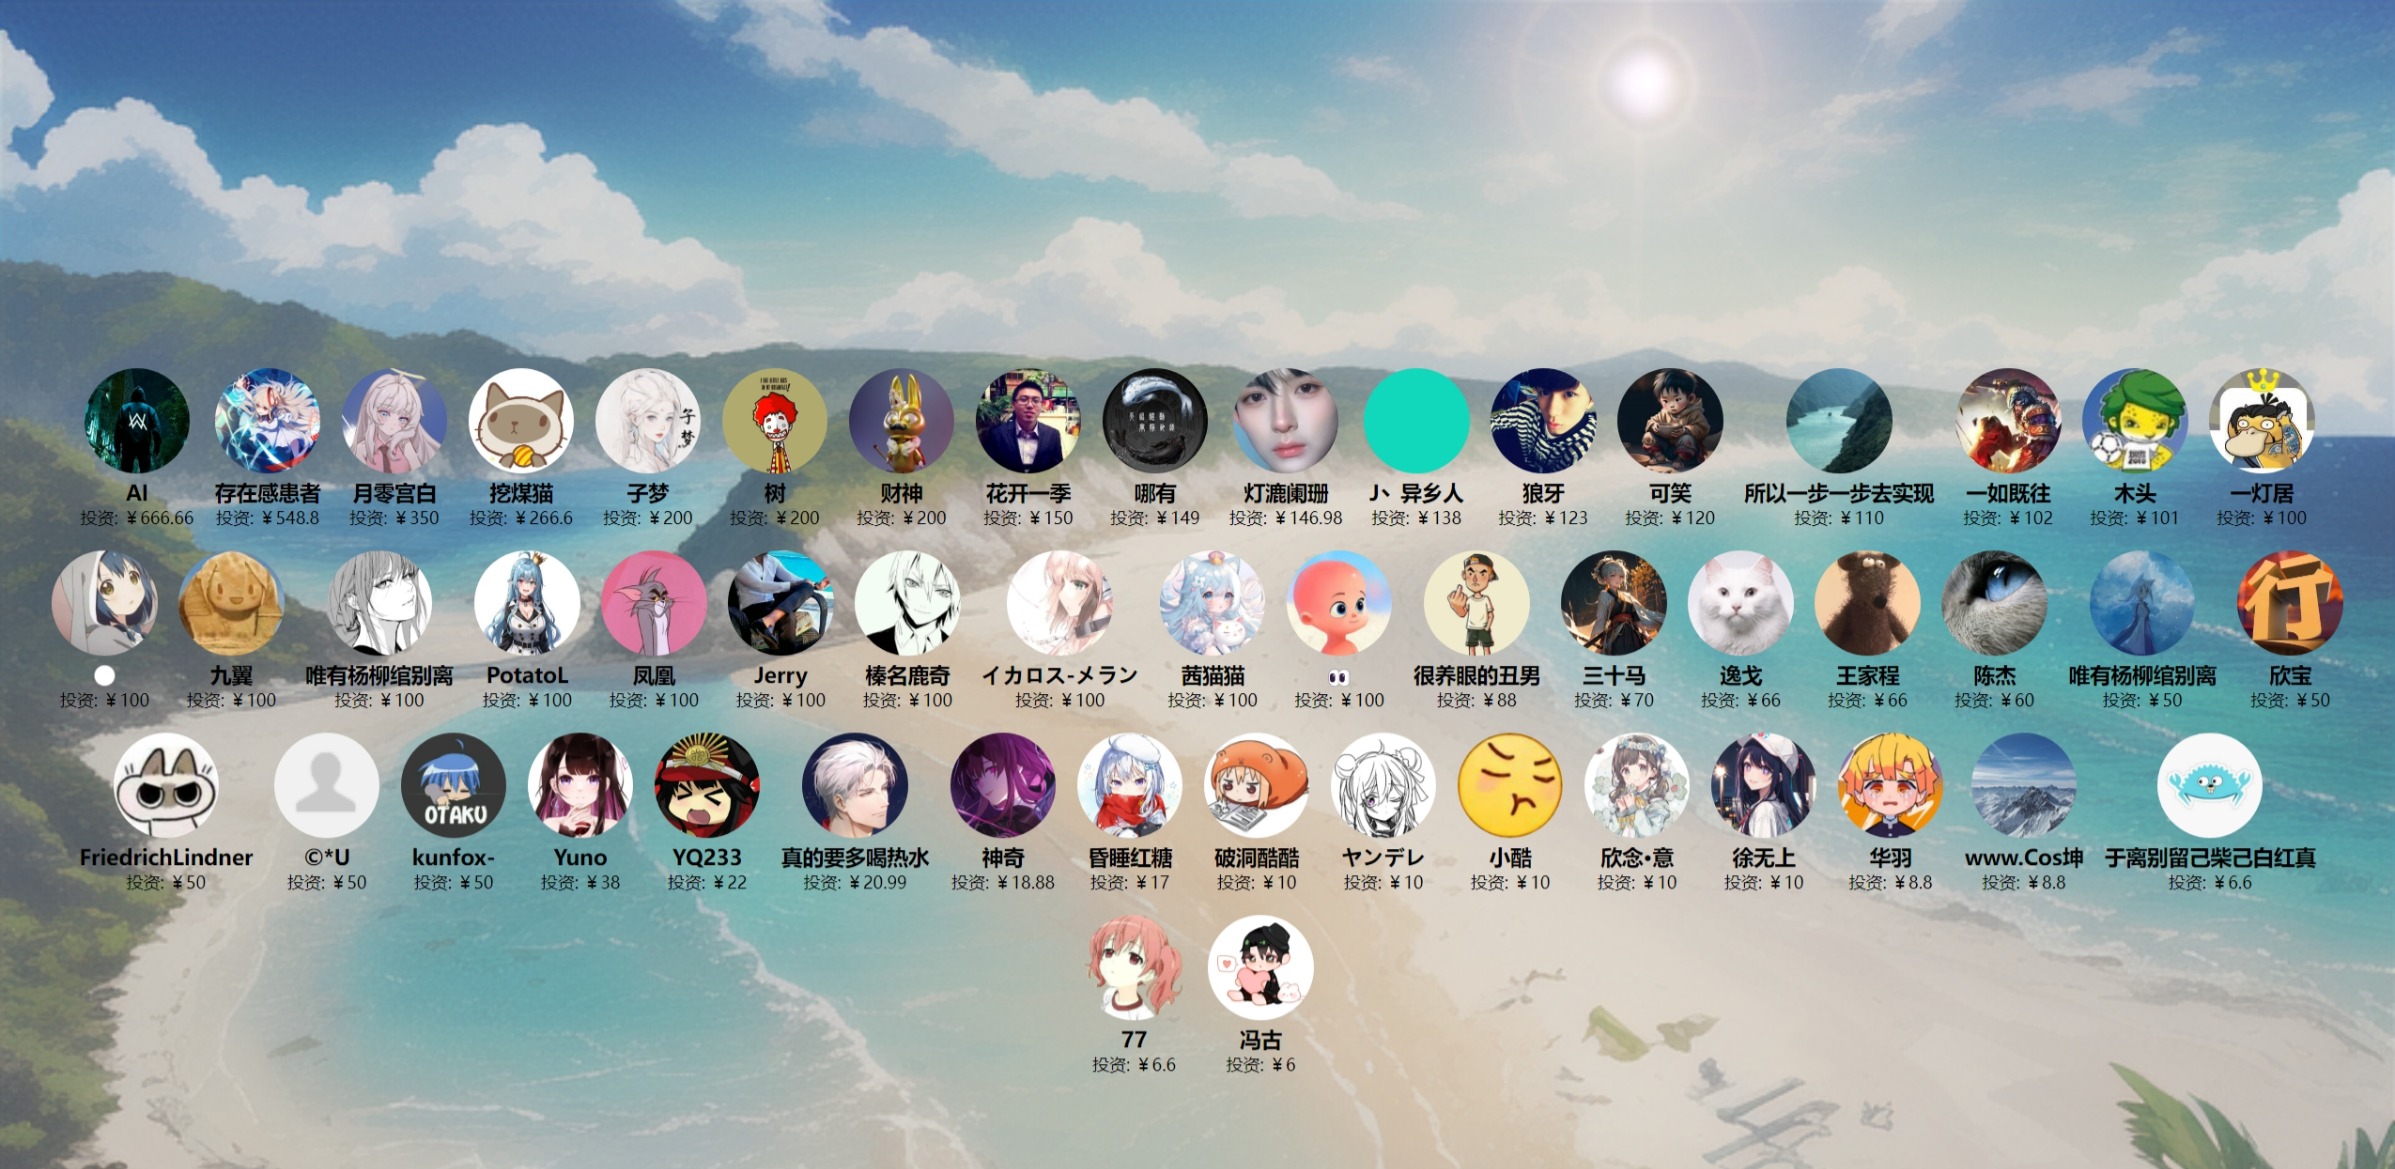 AI 存在感患者 月零宫白 挖煤猫 子梦 树 财神 花开一季 哪有 灯漉阑珊 J、异乡人 狼牙 可笑 所以一步一步去实现 一如既往 木头 一灯居
投资: ¥666.66 投资: ¥548.8 投资: ¥350 投资: ¥266.6 投资: ¥200 投资: ¥200 投资: ¥200 投资: ¥150 投资: ¥149 投资: ¥146.98 投资: ¥138 投资: ¥123 投资: ¥120 投资: ¥110 投资: ¥102 投资: ¥101 投资: ¥100
子梦
行
九翼 唯有杨柳绾别离 PotatoL 凤凰 Jerry 榛名鹿奇 イカロス-メラン 茜猫猫 👀 很养眼的丑男 三十马 逸戈 王家程 陈杰 唯有杨柳绾别离 欣宝
投资: ¥100 投资: ¥100 投资: ¥100 投资: ¥100 投资: ¥100 投资: ¥100 投资: ¥100 投资: ¥100 投资: ¥100 投资: ¥100 投资: ¥88 投资: ¥70 投资: ¥66 投资: ¥66 投资: ¥60 投资: ¥50 投资: ¥50
OTAKU
FriedrichLindner ©*U kunfox- Yuno YQ233 真的要多喝热水 神奇 昏睡红糖 破洞酷酷 ヤンデレ 小酷 欣念•意 徐无上 华羽 www.Cos坤 于离别留己柴己白红真
投资: ¥50 投资: ¥50 投资: ¥50 投资: ¥38 投资: ¥22 投资: ¥20.99 投资: ¥18.88 投资: ¥17 投资: ¥10 投资: ¥10 投资: ¥10 投资: ¥10 投资: ¥10 投资: ¥8.8 投资: ¥8.8 投资: ¥6.6
77 冯古
投资: ¥6.6 投资: ¥6